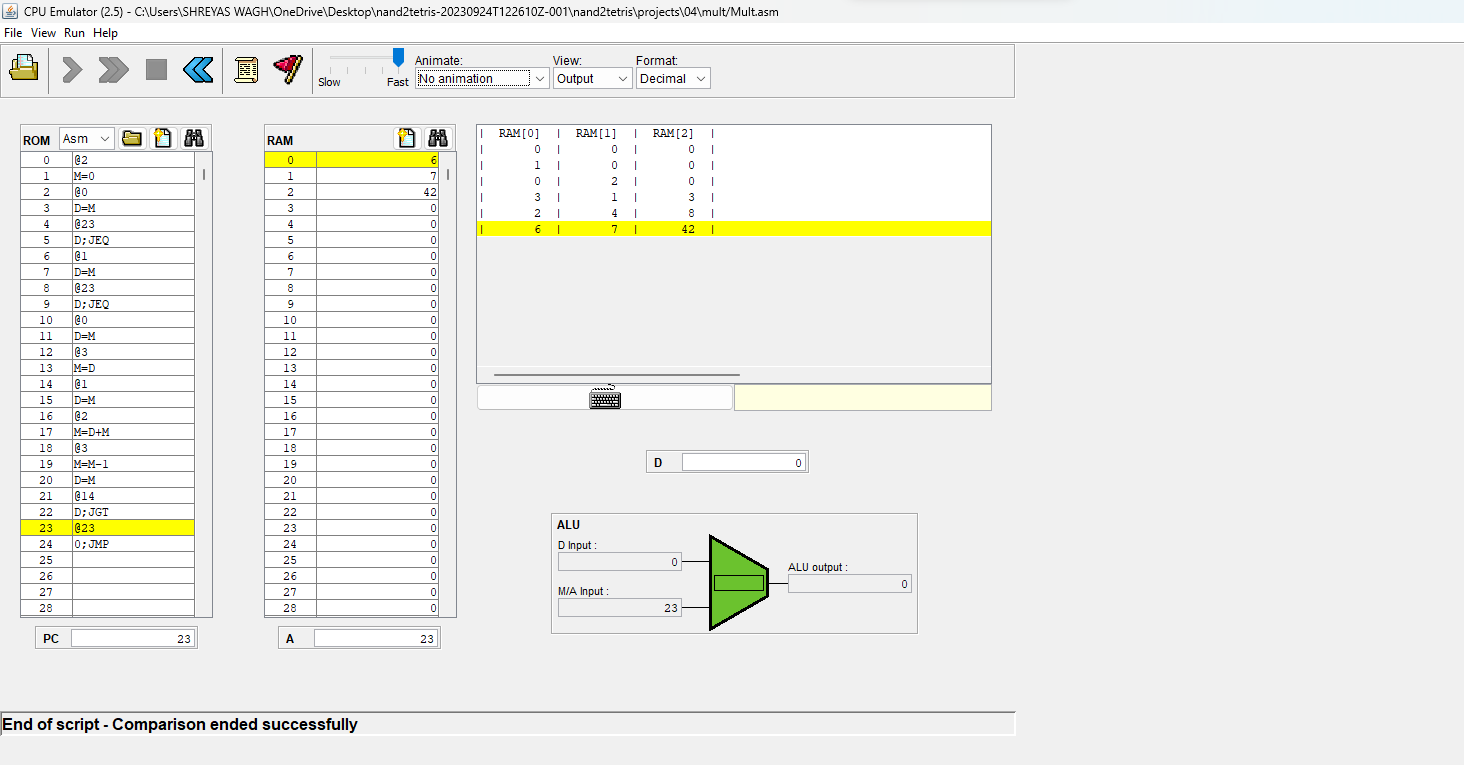 CPU Emulator (2.5) - C:\Users\SHREYAS WAGH\OneDrive\Desktop\nand2tetris-20230924T122610Z-001\nand2tetris\projects\04\mult/Mult.asm
File View Run Help
Slow Fast
Animate: View: Format:
No animation Output Decimal
ROM Asm
0 @2
1 M=0
2 @0
3 D=M
4 @23
5 D;JEQ
6 @1
7 D=M
8 @23
9 D;JEQ
10 @0
11 D=M
12 @3
13 M=D
14 @1
15 D=M
16 @2
17 M=D+M
18 @3
19 M=M-1
20 D=M
21 @14
22 D;JGT
23 @23
24 0;JMP
25
26
27
28
PC 23
RAM
0 6
1 7
2 42
3 0
4 0
5 0
6 0
7 0
8 0
9 0
10 0
11 0
12 0
13 0
14 0
15 0
16 0
17 0
18 0
19 0
20 0
21 0
22 0
23 0
24 0
25 0
26 0
27 0
28 0
A 23
| RAM[0] | RAM[1] | RAM[2] |
| 0 | 0 | 0 |
| 1 | 0 | 0 |
| 0 | 2 | 0 |
| 3 | 1 | 3 |
| 2 | 4 | 8 |
| 6 | 7 | 42 |
D 0
ALU
D Input :
0
M/A Input :
23
ALU output :
0
End of script - Comparison ended successfully